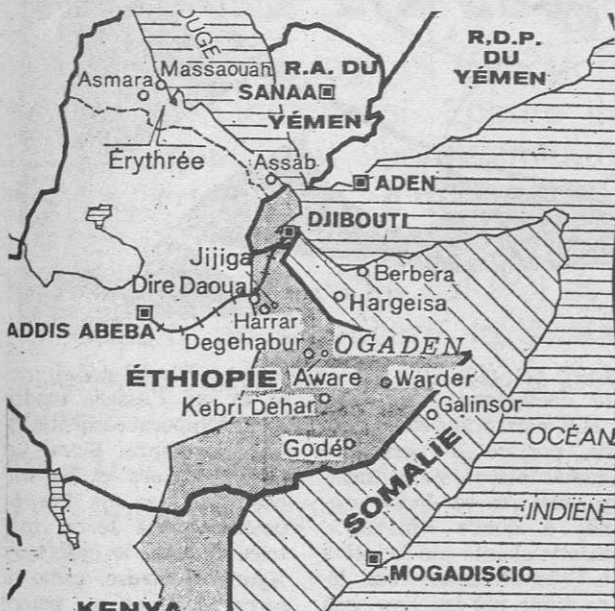 OUGE
R,D.P.
DU
YÉMEN
Asmara
Massaouah
R.A. DU
SANAA
YÉMEN
Érythrée
Assab
ADEN
DJIBOUTI
Jijiga
Berbera
Dire Daoua
Hargeisa
ADDIS ABEBA
Harrar
Degehabur
OGADEN
ÉTHIOPIE
Aware
Warder
Kebri Dehar
Galinsor
Godé
OCÉAN
SOMALIE
INDIEN
MOGADISCIO
KENYA